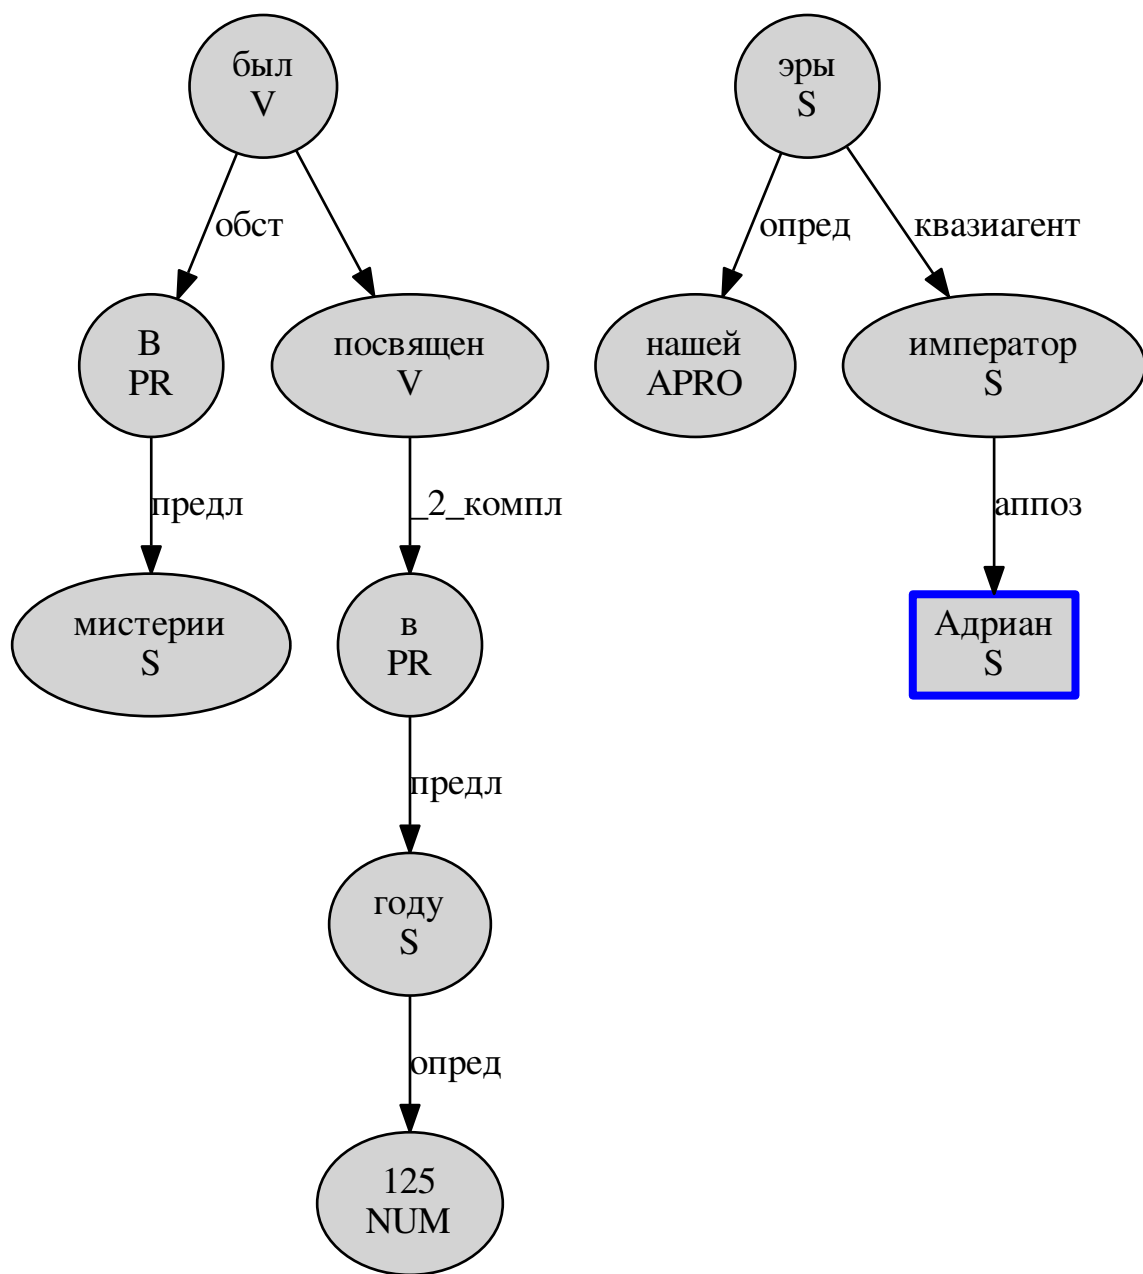 был
V
эры
S
обст
опред
квазиагент
В
PR
посвящен
V
нашей
APRO
император
S
предл
_2_компл
аппоз
мистерии
S
в
PR
Адриан
S
предл
году
S
опред
125
NUM